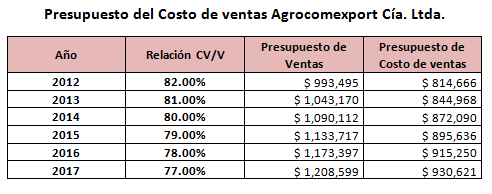 Presupuesto del Costo de ventas Agrocomexport Cía. Ltda.
Año Relación CV/V Presupuesto de Ventas Presupuesto de Costo de ventas
2012 82.00% $ 993,495 $ 814,666
2013 81.00% $ 1,043,170 $ 844,968
2014 80.00% $ 1,090,112 $ 872,090
2015 79.00% $ 1,133,717 $ 895,636
2016 78.00% $ 1,173,397 $ 915,250
2017 77.00% $ 1,208,599 $ 930,621